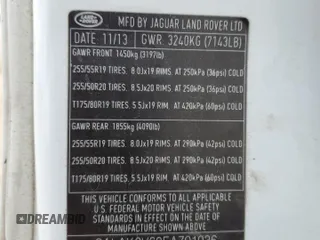 LAND ROVER
MFD BY JAGUAR LAND ROVER LTD
DATE 11/13 GWR 3240KG (7143LB)
GAWR FRONT 1450kg (3197lb)
255/55R19 TIRES. 8.0Jx19 RIMS. AT 250kPa (36psi) COLD
255/50R20 TIRES. 8.5Jx20 RIMS. AT 250kPa (36psi) COLD
T175/80R19 TIRES. 5.5Jx19 RIM. AT 420kPa (60psi) COLD
GAWR REAR 1855kg (4090lb)
255/55R19 TIRES. 8.0Jx19 RIMS. AT 290kPa (42psi) COLD
255/50R20 TIRES. 8.5Jx20 RIMS. AT 290kPa (42psi) COLD
T175/80R19 TIRES. 5.5Jx19 RIM. AT 420kPa (60psi) COLD
THIS VEHICLE CONFORMS TO ALL APPLICABLE
U.S. FEDERAL MOTOR VEHICLE SAFETY
STANDARDS IN EFFECT ON THE DATE OF
MANUFACTURE SHOWN ABOVE
AUTOBIDMASTER